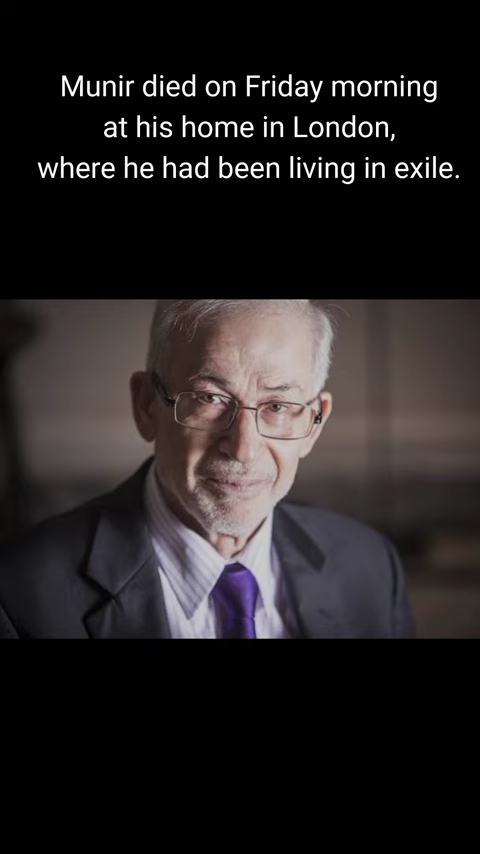 Munir died on Friday morning
at his home in London,
where he had been living in exile.